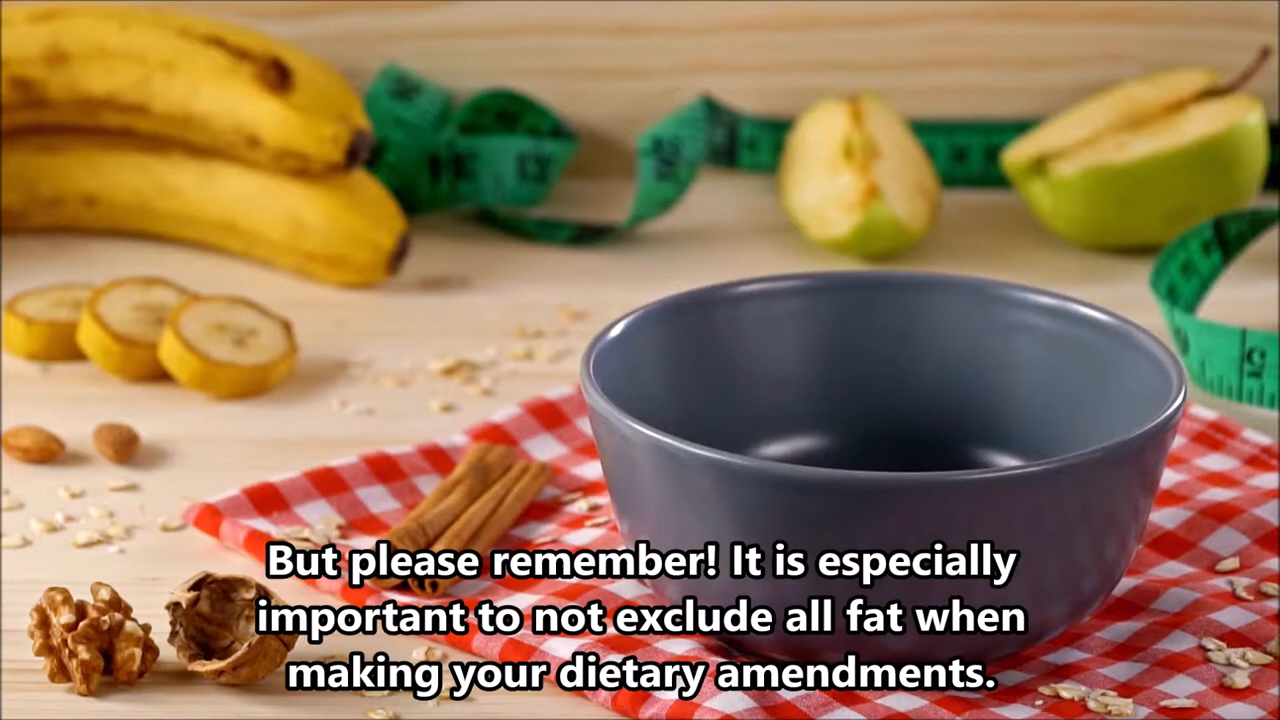 But please remember! It is especially
important to not exclude all fat when
making your dietary amendments.